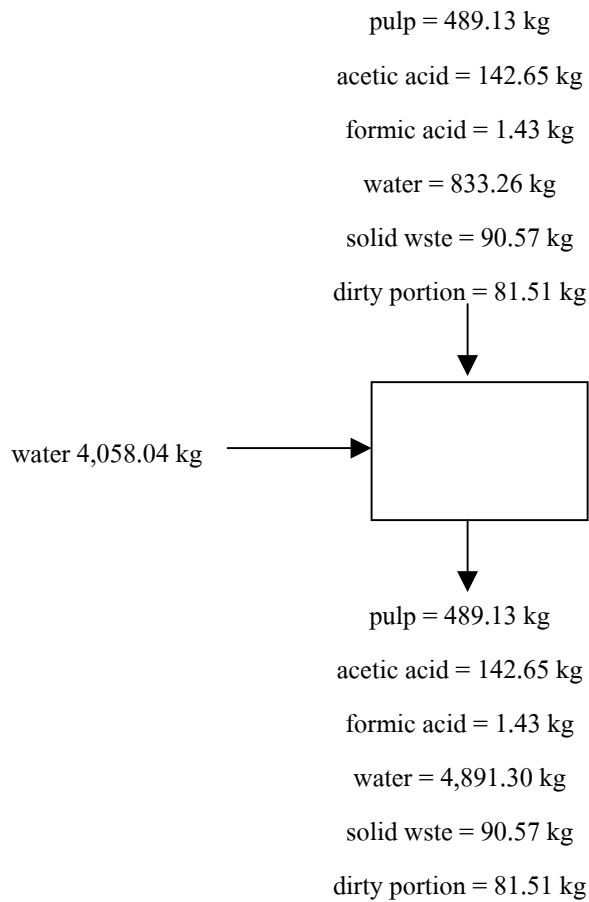 pulp = 489.13 kg
acetic acid = 142.65 kg
formic acid = 1.43 kg
water = 833.26 kg
solid wste = 90.57 kg
dirty portion = 81.51 kg
water 4,058.04 kg
pulp = 489.13 kg
acetic acid = 142.65 kg
formic acid = 1.43 kg
water = 4,891.30 kg
solid wste = 90.57 kg
dirty portion = 81.51 kg